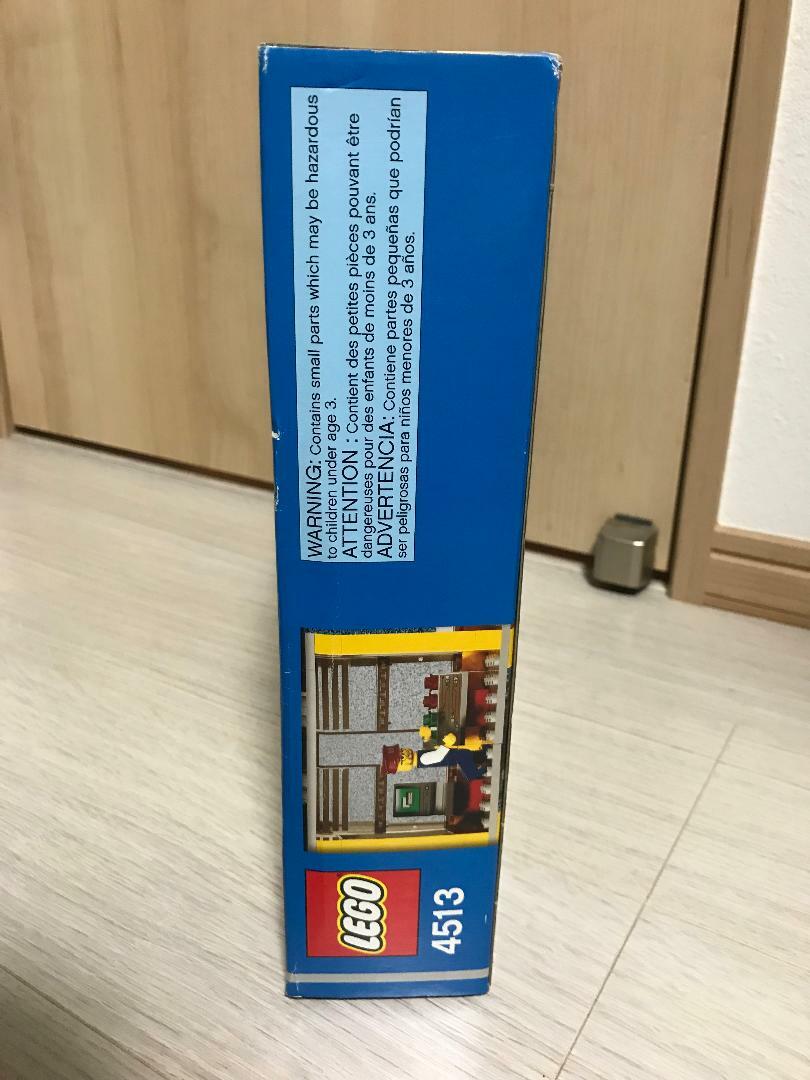 WARNING: Contains small parts which may be hazardous
to children under age 3.
ATTENTION : Contient des petites pièces pouvant être
dangereuses pour des enfants de moins de 3 ans.
ADVERTENCIA: Contiene partes pequeñas que podrían
ser peligrosas para niños menores de 3 años.
LEGO
4513